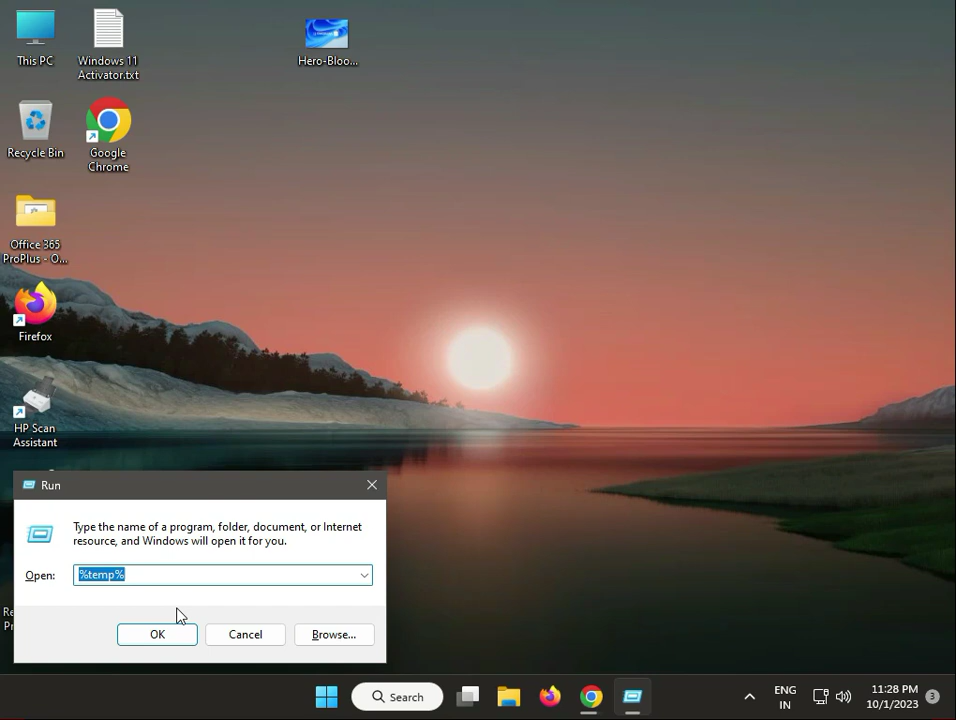 This PC
Windows 11
Activator.txt
Hero-Bloo...
Recycle Bin
Google
Chrome
Office 365
ProPlus - O...
Firefox
HP Scan
Assistant
Run
Type the name of a program, folder, document, or Internet
resource, and Windows will open it for you.
Open:
%temp%
OK
Cancel
Browse...
Search
ENG
IN
11:28 PM
10/1/2023
3